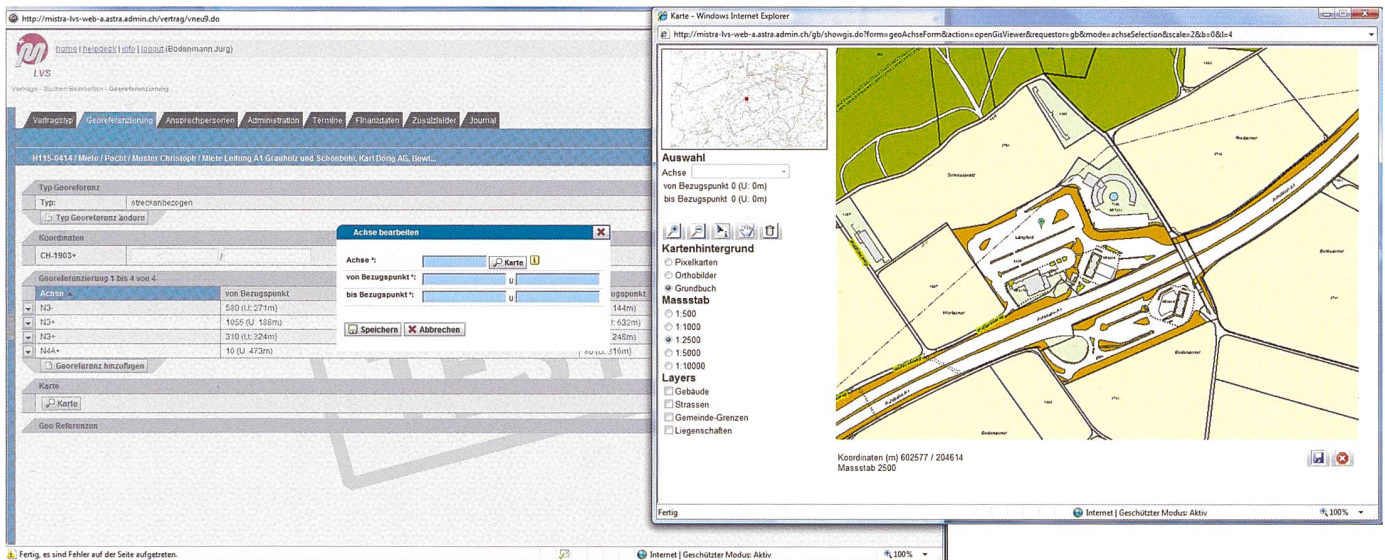 http://mistra-lvs-web-a.astra.admin.ch/vertrag/vneu9.do
home | helpdesk | info | logout (Bodenmann Jürg)
LVS
Verträge - Suchen/Bearbeiten - Georeferenzierung
Vertragstyp Georeferenzierung Ansprechpersonen Administration Termine Finanzdaten Zusatzfelder Journal
H115-0414 / Miete / Pacht / Muster Christoph / Miete Leitung A1 Grauholz und Schönbühl, Karl Dörig AG, Bowi...
Typ Georeferenz
Typ: streckenbezogen
Typ Georeferenz ändern
Koordinaten
CH-1903+ /
Georeferenzierung 1 bis 4 von 4
Achse von Bezugspunkt ugspunkt
N3- 580 (U: 271m) 144m)
N3+ 1055 (U: 186m) : 632m)
N3+ 310 (U: 324m) 246m)
N4A+ 10 (U: 473m) 316m)
Georeferenz hinzufügen
Karte
Karte
Geo Referenzen
TEST
Achse bearbeiten
Achse *: Karte
von Bezugspunkt *: U:
bis Bezugspunkt *: U:
Speichern Abbrechen
Fertig, es sind Fehler auf der Seite aufgetreten.
Internet | Geschützter Modus: Aktiv
100%
Karte - Windows Internet Explorer
http://mistra-lvs-web-a.astra.admin.ch/gb/showgis.do?form=geoAchseForm&action=openGisViewer&requestor=gb&mode=achseSelection&scale=2&b=0&l=4
Auswahl
Achse
von Bezugspunkt 0 (U: 0m)
bis Bezugspunkt 0 (U: 0m)
Kartenhintergrund
Pixelkarten
Orthobilder
Grundbuch
Massstab
1:500
1:1000
1:2500
1:5000
1:10000
Layers
Gebäude
Strassen
Gemeinde-Grenzen
Liegenschaften
Koordinaten (m) 602577 / 204614
Massstab 2500
Fertig
Internet | Geschützter Modus: Aktiv
100%